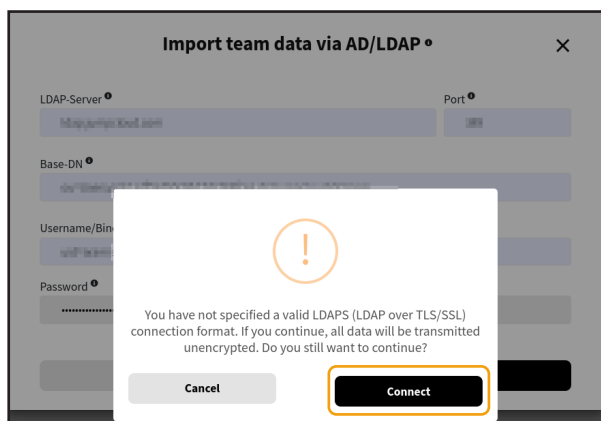 Import team data via AD/LDAP
LDAP-Server
Port
Base-DN
Username/Bin
Password
You have not specified a valid LDAPS (LDAP over TLS/SSL)
connection format. If you continue, all data will be transmitted
unencrypted. Do you still want to continue?
Cancel
Connect